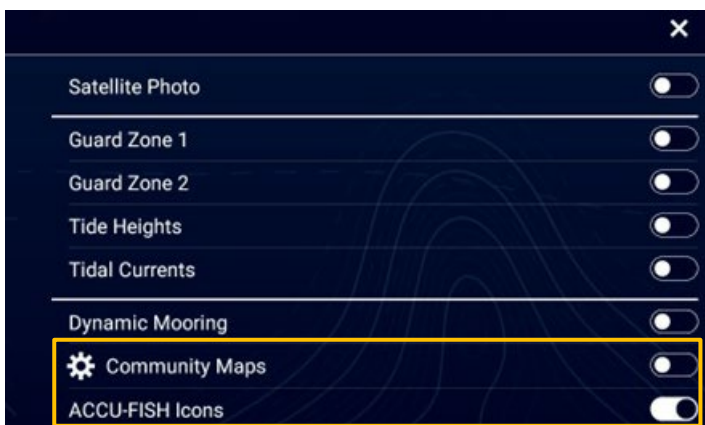 Satellite Photo
Guard Zone 1
Guard Zone 2
Tide Heights
Tidal Currents
Dynamic Mooring
Community Maps
ACCU-FISH Icons